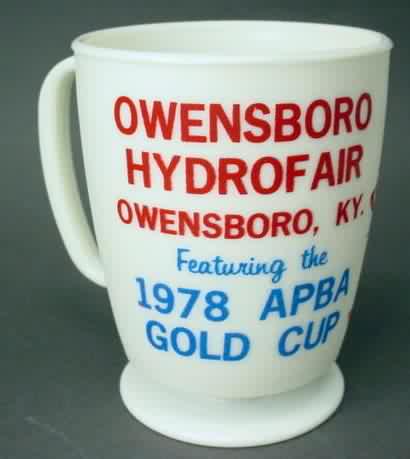 OWENSBORO
HYDROFAIR
OWENSBORO, KY.
Featuring the
1978 APBA
GOLD CUP